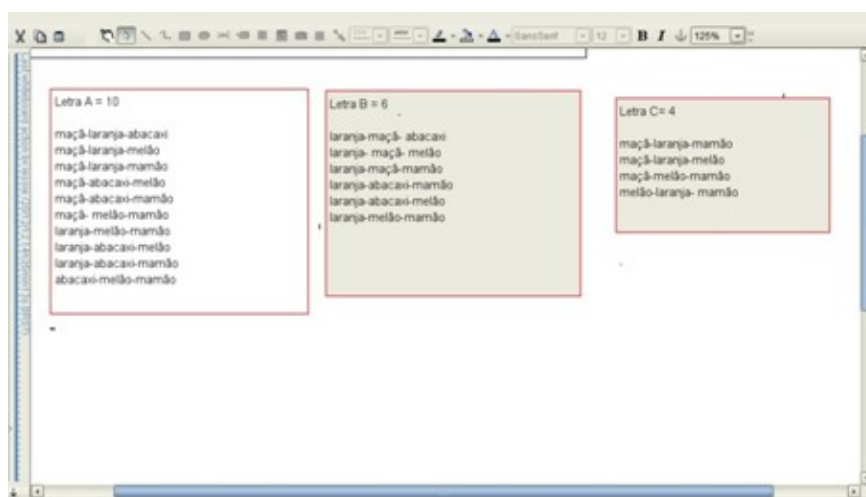 SansSerif 12 B I 125%
Letra A = 10
maçã-laranja-abacaxi
maçã-laranja-melão
maçã-laranja-mamão
maçã-abacaxi-melão
maçã-abacaxi-mamão
maçã- melão-mamão
laranja-melão-mamão
laranja-abacaxi-melão
laranja-abacaxi-mamão
abacaxi-melão-mamão
Letra B = 6
laranja-maçã- abacaxi
laranja- maçã- melão
laranja-maçã-mamão
laranja-abacaxi-mamão
laranja-abacaxi-melão
laranja-melão-mamão
Letra C= 4
maçã-laranja-mamão
maçã-laranja-melão
maçã-melão-mamão
melão-laranja- mamão